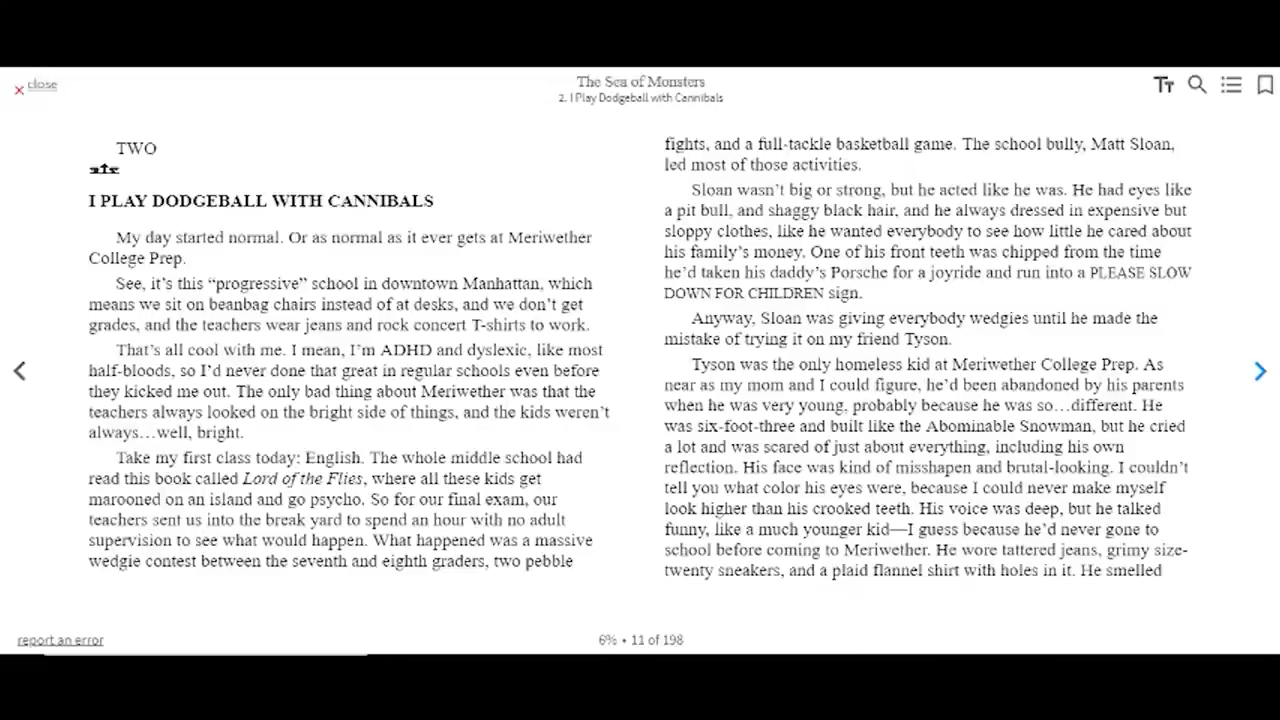 close
The Sea of Monsters
2. I Play Dodgeball with Cannibals
TT
TWO
I PLAY DODGEBALL WITH CANNIBALS
My day started normal. Or as normal as it ever gets at Meriwether
College Prep.
See, it’s this “progressive” school in downtown Manhattan, which
means we sit on beanbag chairs instead of at desks, and we don’t get
grades, and the teachers wear jeans and rock concert T-shirts to work.
That’s all cool with me. I mean, I’m ADHD and dyslexic, like most
half-bloods, so I’d never done that great in regular schools even before
they kicked me out. The only bad thing about Meriwether was that the
teachers always looked on the bright side of things, and the kids weren’t
always…well, bright.
Take my first class today: English. The whole middle school had
read this book called Lord of the Flies, where all these kids get
marooned on an island and go psycho. So for our final exam, our
teachers sent us into the break yard to spend an hour with no adult
supervision to see what would happen. What happened was a massive
wedgie contest between the seventh and eighth graders, two pebble
fights, and a full-tackle basketball game. The school bully, Matt Sloan,
led most of those activities.
Sloan wasn’t big or strong, but he acted like he was. He had eyes like
a pit bull, and shaggy black hair, and he always dressed in expensive but
sloppy clothes, like he wanted everybody to see how little he cared about
his family’s money. One of his front teeth was chipped from the time
he’d taken his daddy’s Porsche for a joyride and run into a PLEASE SLOW
DOWN FOR CHILDREN sign.
Anyway, Sloan was giving everybody wedgies until he made the
mistake of trying it on my friend Tyson.
Tyson was the only homeless kid at Meriwether College Prep. As
near as my mom and I could figure, he’d been abandoned by his parents
when he was very young, probably because he was so…different. He
was six-foot-three and built like the Abominable Snowman, but he cried
a lot and was scared of just about everything, including his own
reflection. His face was kind of misshapen and brutal-looking. I couldn’t
tell you what color his eyes were, because I could never make myself
look higher than his crooked teeth. His voice was deep, but he talked
funny, like a much younger kid—I guess because he’d never gone to
school before coming to Meriwether. He wore tattered jeans, grimy size-
twenty sneakers, and a plaid flannel shirt with holes in it. He smelled
report an error
6% • 11 of 198